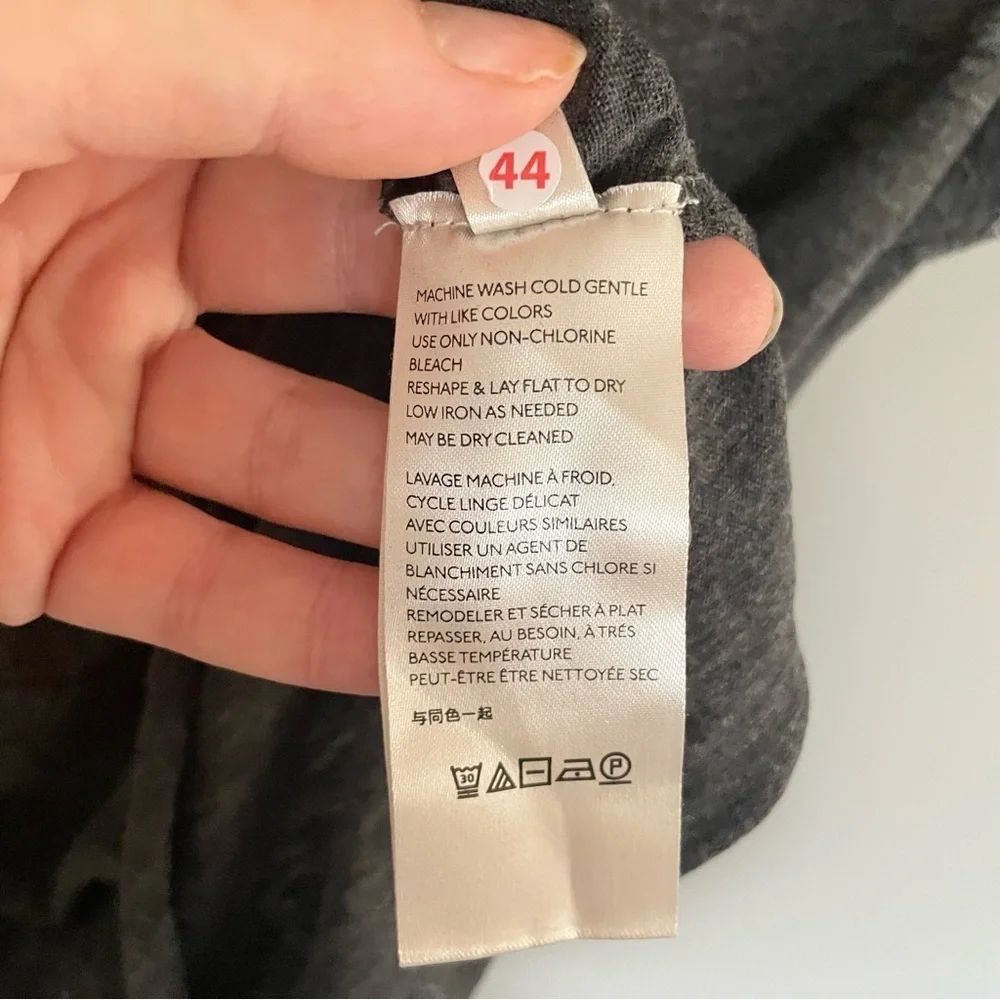 44
MACHINE WASH COLD GENTLE
WITH LIKE COLORS
USE ONLY NON-CHLORINE
BLEACH
RESHAPE & LAY FLAT TO DRY
LOW IRON AS NEEDED
MAY BE DRY CLEANED
LAVAGE MACHINE À FROID,
CYCLE LINGE DÉLICAT
AVEC COULEURS SIMILAIRES
UTILISER UN AGENT DE
BLANCHIMENT SANS CHLORE SI
NÉCESSAIRE
REMODELER ET SÉCHER À PLAT
REPASSER, AU BESOIN, À TRÉS
BASSE TEMPÉRATURE
PEUT-ÊTRE ÊTRE NETTOYÉE SEC
与同色一起
30 P